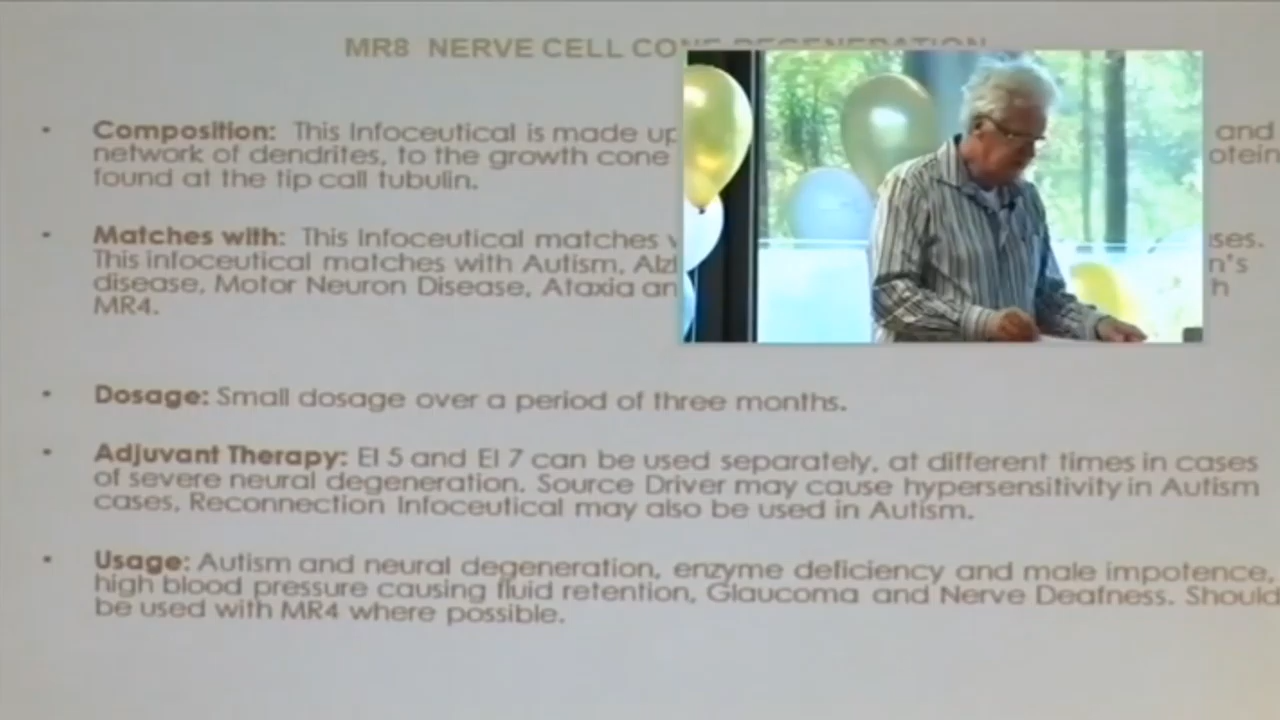 MR8 NERVE CELL CONE REGENERATION
Composition: This Infoceutical is made up and
network of dendrites, to the growth cone
found at the tip call tubulin.
Matches with: This Infoceutical matches
This infoceutical matches with Autism,
disease, Motor Neuron Disease, Ataxia
MR4.
Dosage: Small dosage over a period of three months.
Adjuvant Therapy: EI 5 and EI 7 can be used separately, at different times in cases
of severe neural degeneration. Source Driver may cause hypersensitivity in Autism
cases, Reconnection Infoceutical may also be used in Autism.
Usage: Autism and neural degeneration, enzyme deficiency and male impotence,
high blood pressure causing fluid retention, Glaucoma and Nerve Deafness. Should
be used with MR4 where possible.